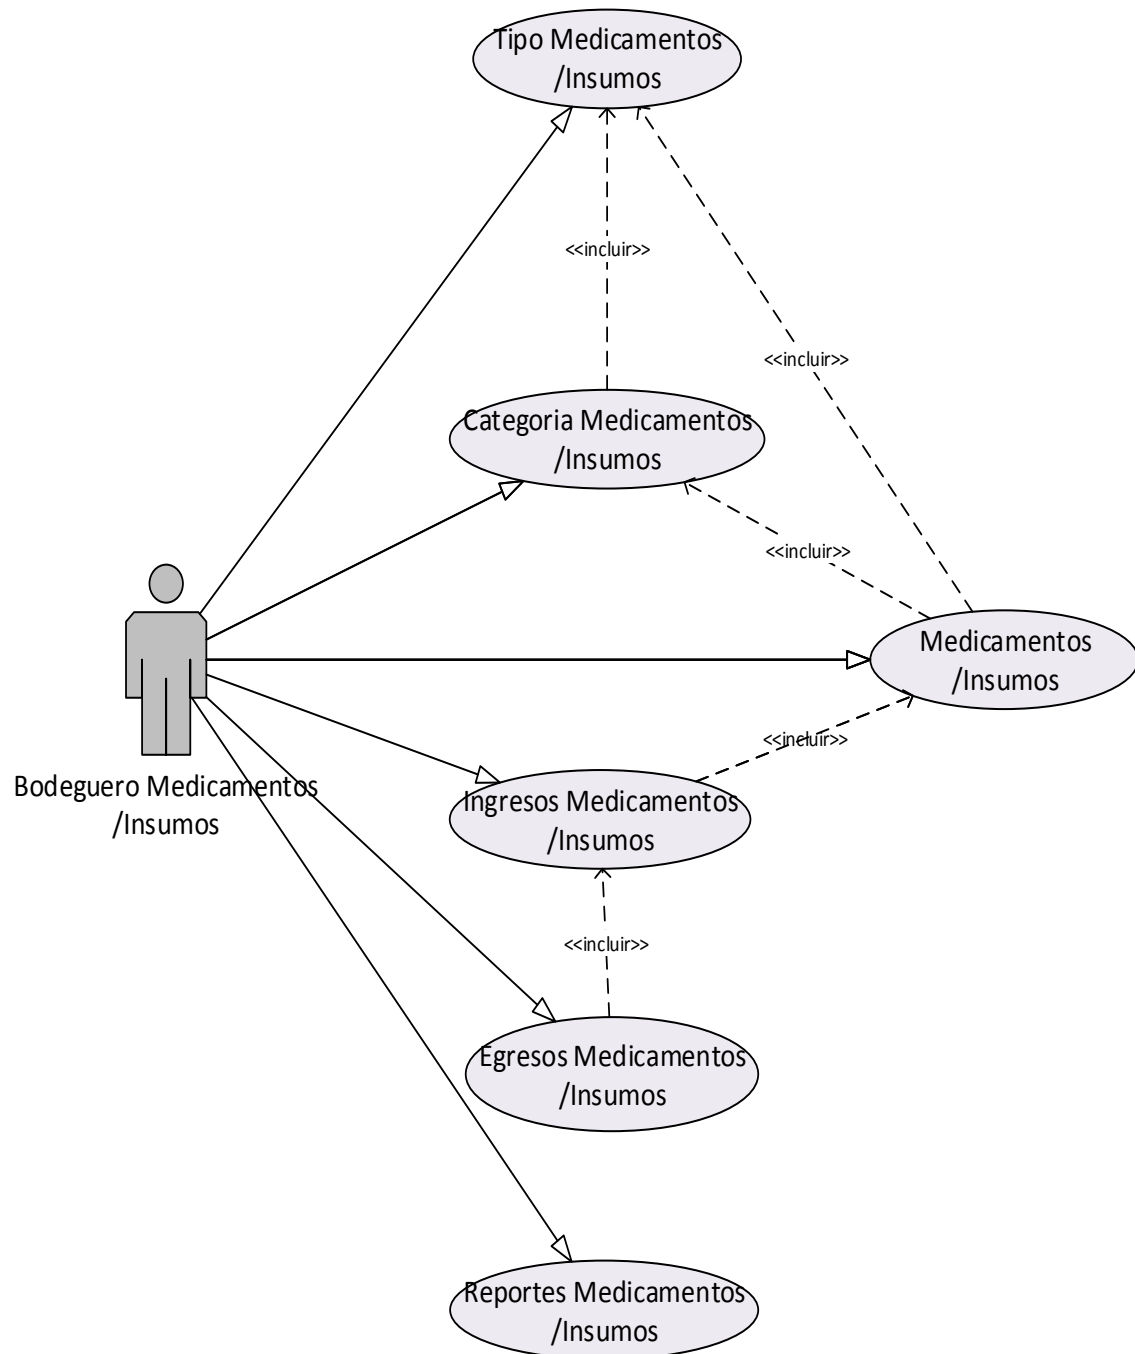 Tipo Medicamentos
/Insumos
<<incluir>>
<<incluir>>
Categoria Medicamentos
/Insumos
<<incluir>>
Medicamentos
/Insumos
<<incluir>>
Bodeguero Medicamentos
/Insumos
Ingresos Medicamentos
/Insumos
<<incluir>>
Egresos Medicamentos
/Insumos
Reportes Medicamentos
/Insumos